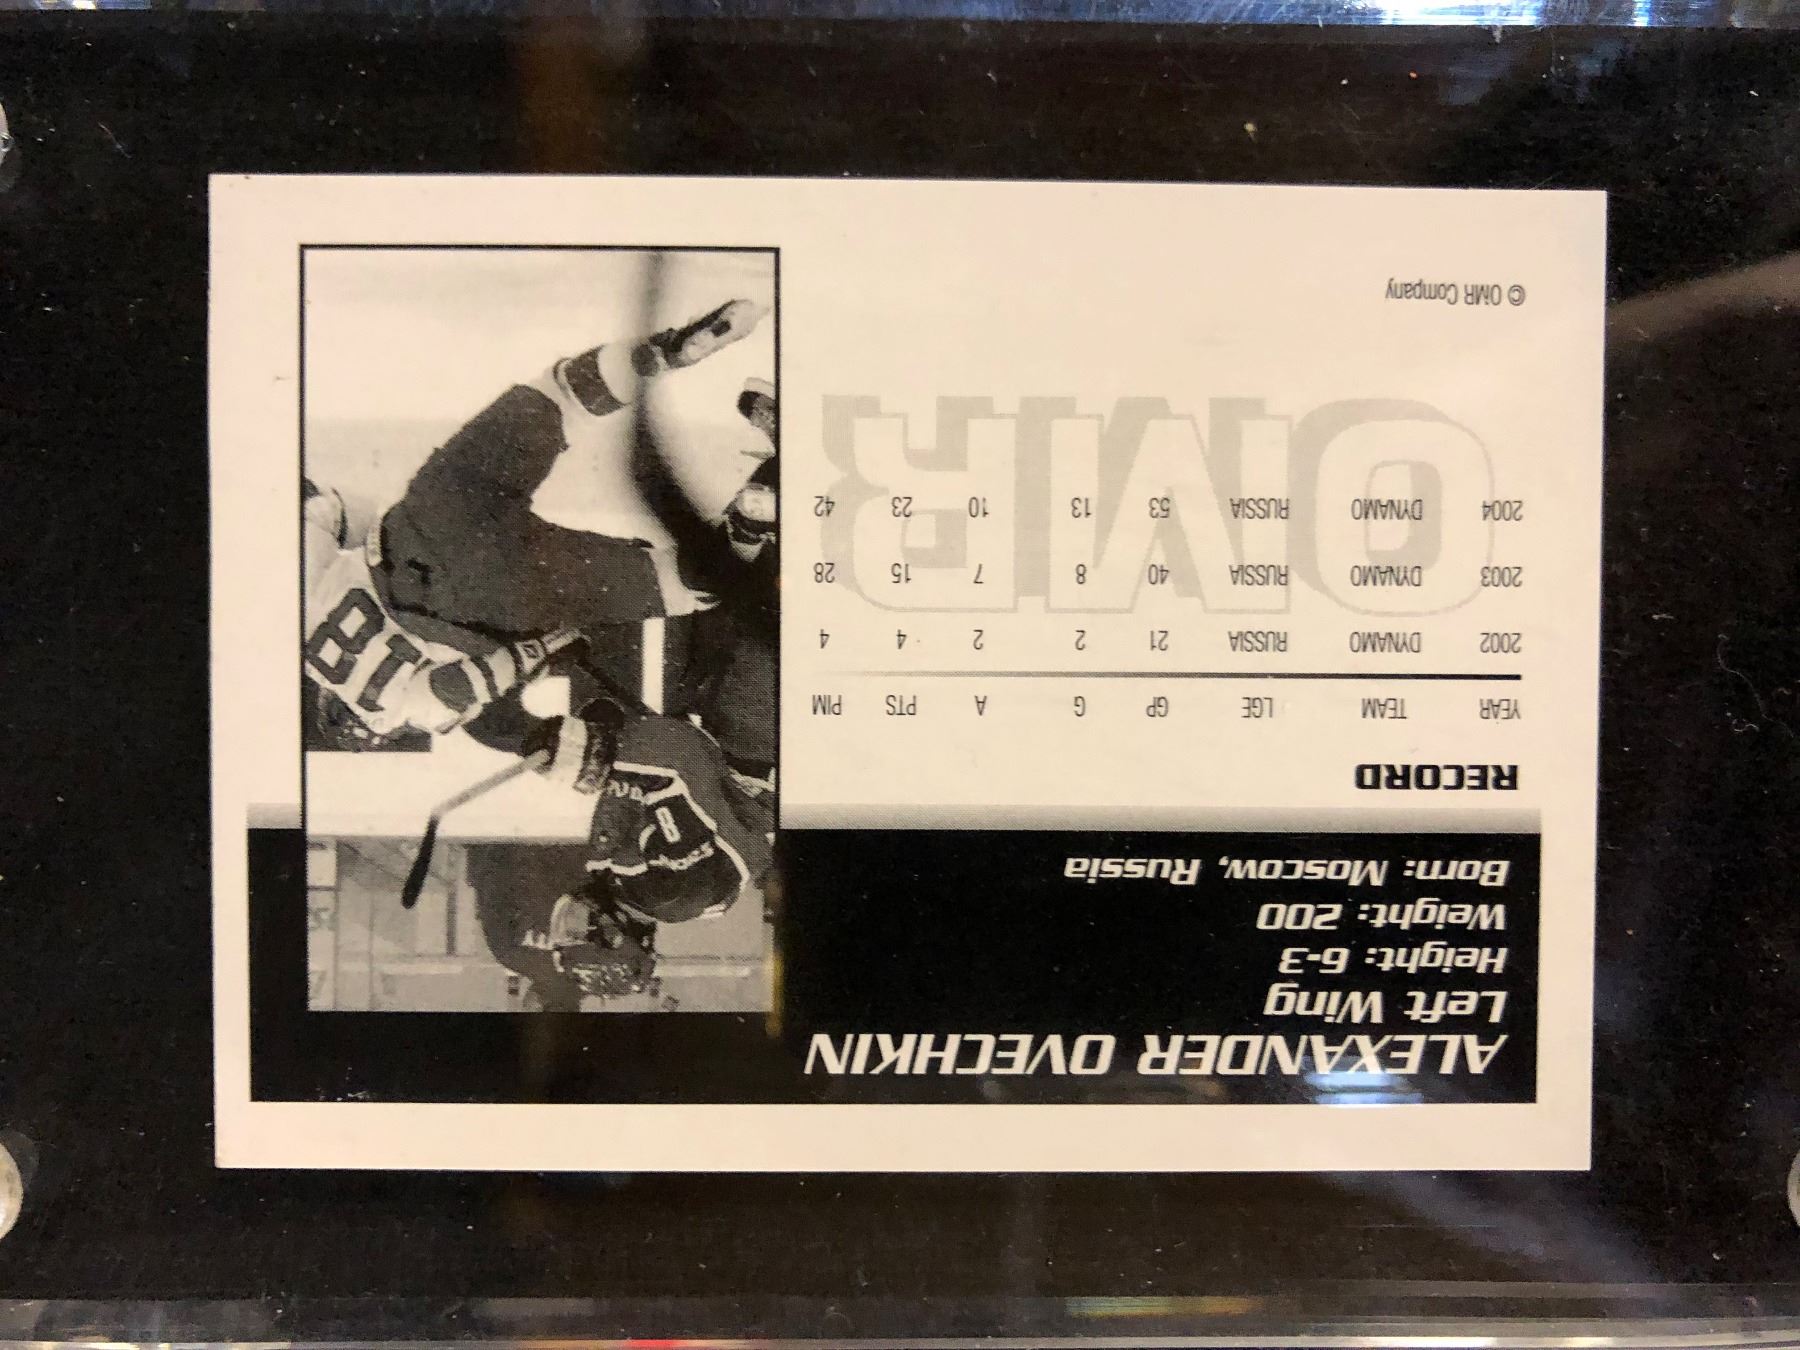 ALEXANDER OVECHKIN
Left Wing
Height: 6-3
Weight: 200
Born: Moscow, Russia
RECORD
YEAR TEAM LGE GP G A PTS PIM
2002 DYNAMO RUSSIA 21 2 2 4 4
2003 DYNAMO RUSSIA 40 8 7 15 28
2004 DYNAMO RUSSIA 53 13 10 23 42
OMR
© OMR Company
8
18